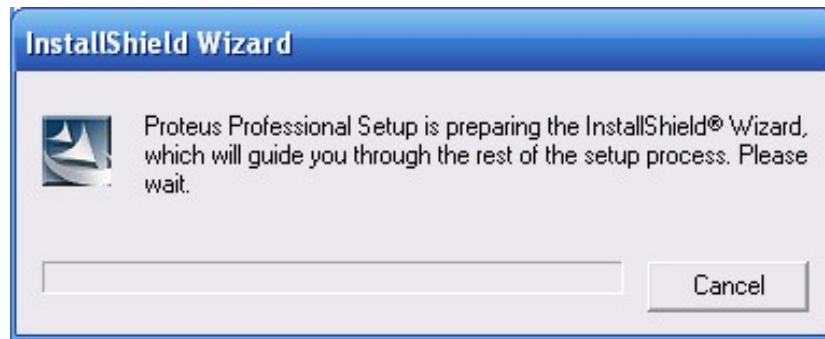 InstallShield Wizard
Proteus Professional Setup is preparing the InstallShield® Wizard,
which will guide you through the rest of the setup process. Please
wait.
Cancel